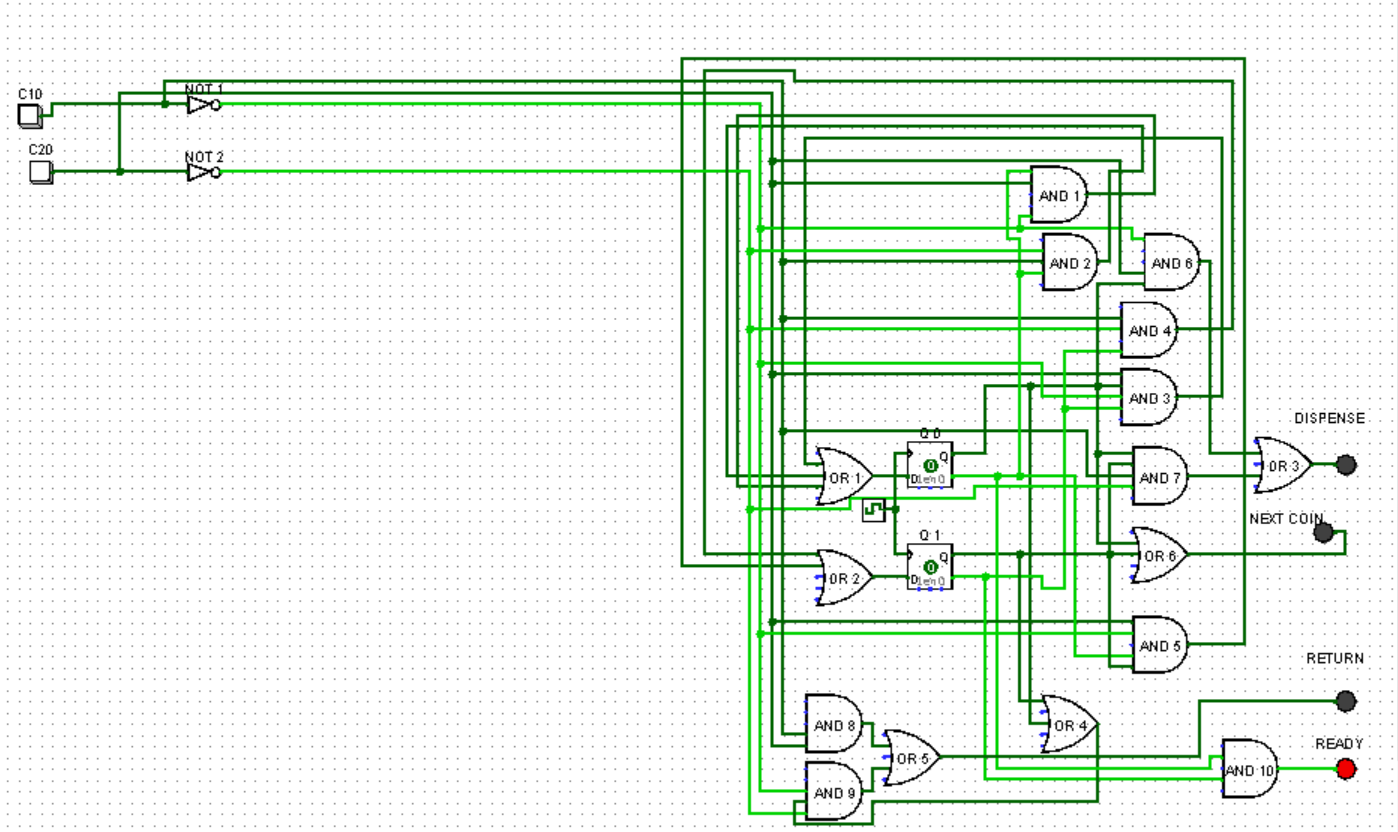 C10
NOT 1
C20
NOT 2
AND 1
AND 2
AND 6
AND 4
AND 3
DISPENSE
Q 0
Q
D
1en0
OR 1
AND 7
OR 3
NEXT COIN
Q 1
Q
D
1en0
OR 2
OR 6
AND 5
RETURN
AND 8
OR 4
OR 5
READY
AND 10
AND 9